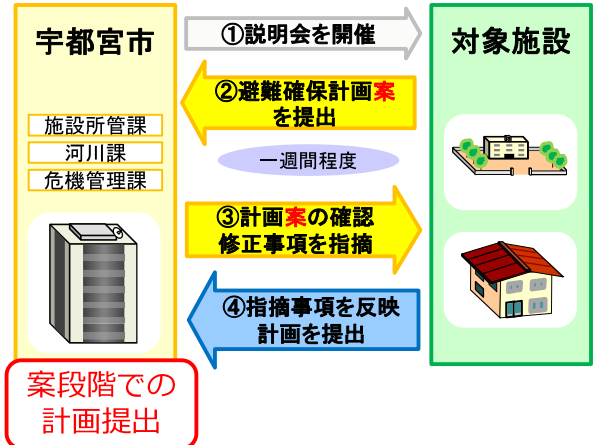 宇都宮市
①説明会を開催
対象施設
②避難確保計画案
を提出
施設所管課
河川課
危機管理課
一週間程度
③計画案の確認
修正事項を指摘
④指摘事項を反映
計画を提出
案段階での
計画提出